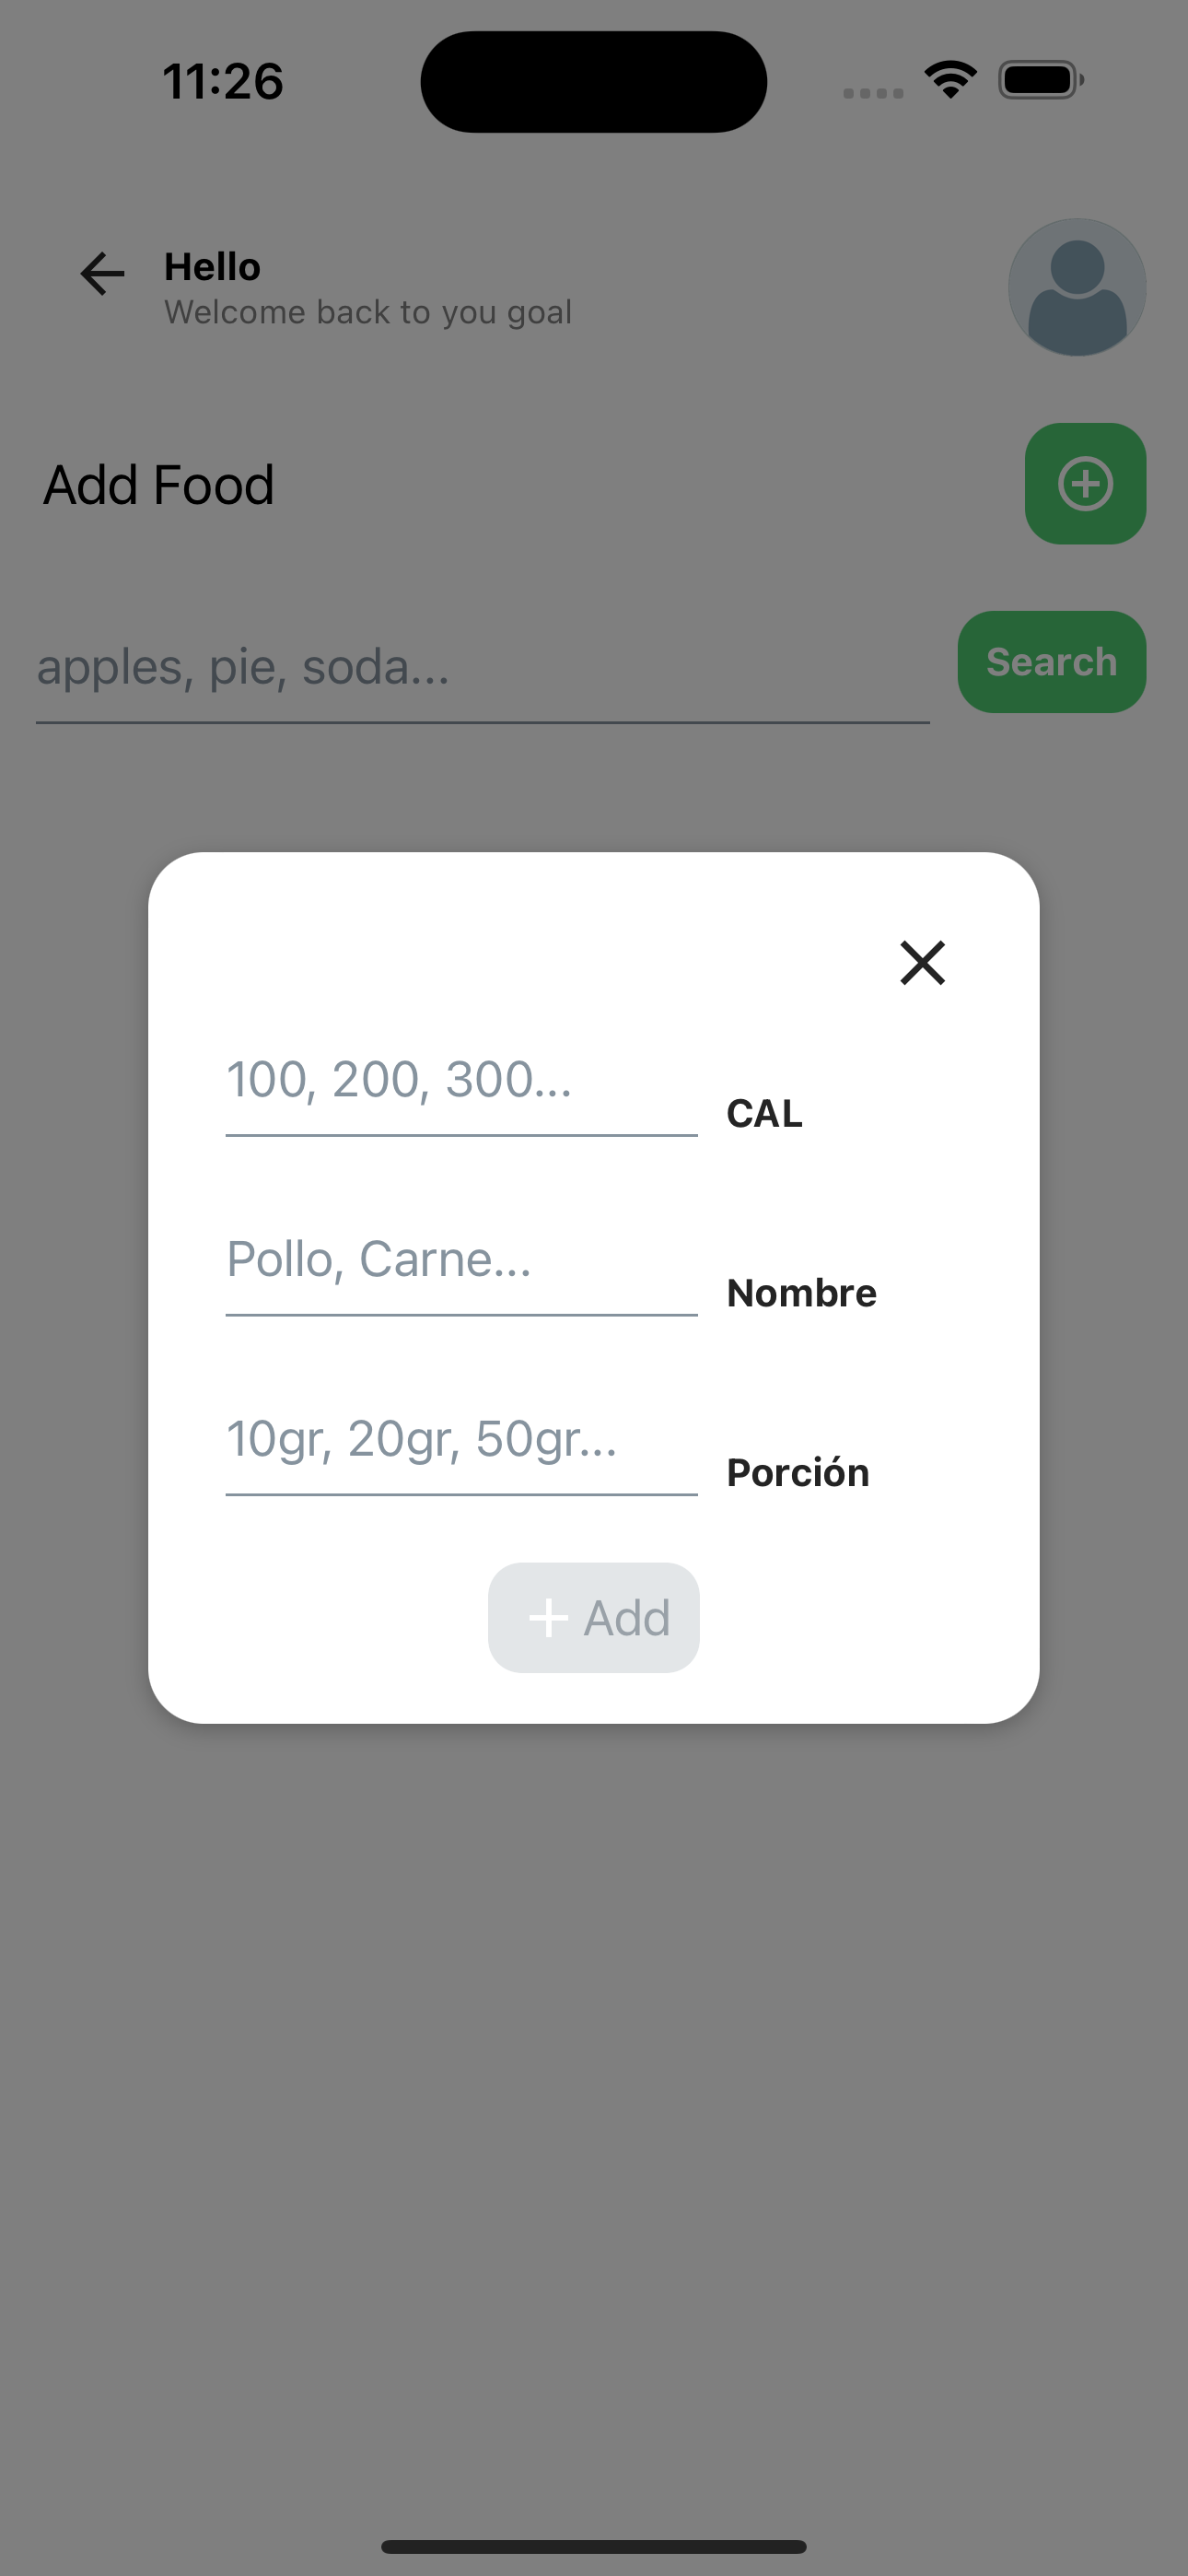 11:26
Hello
Welcome back to you goal
Add Food
apples, pie, soda...
Search
100, 200, 300...
CAL
Pollo, Carne...
Nombre
10gr, 20gr, 50gr...
Porción
Add